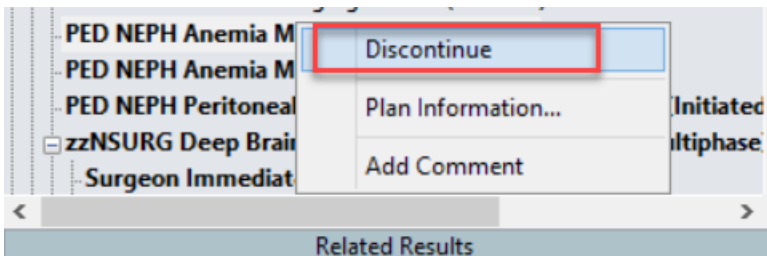 PED NEPH Anemia M
Discontinue
PED NEPH Anemia M
PED NEPH Peritoneal
Plan Information...
(Initiated
zzNSURG Deep Brain
ultiphase)
Add Comment
Surgeon Immediat
Related Results